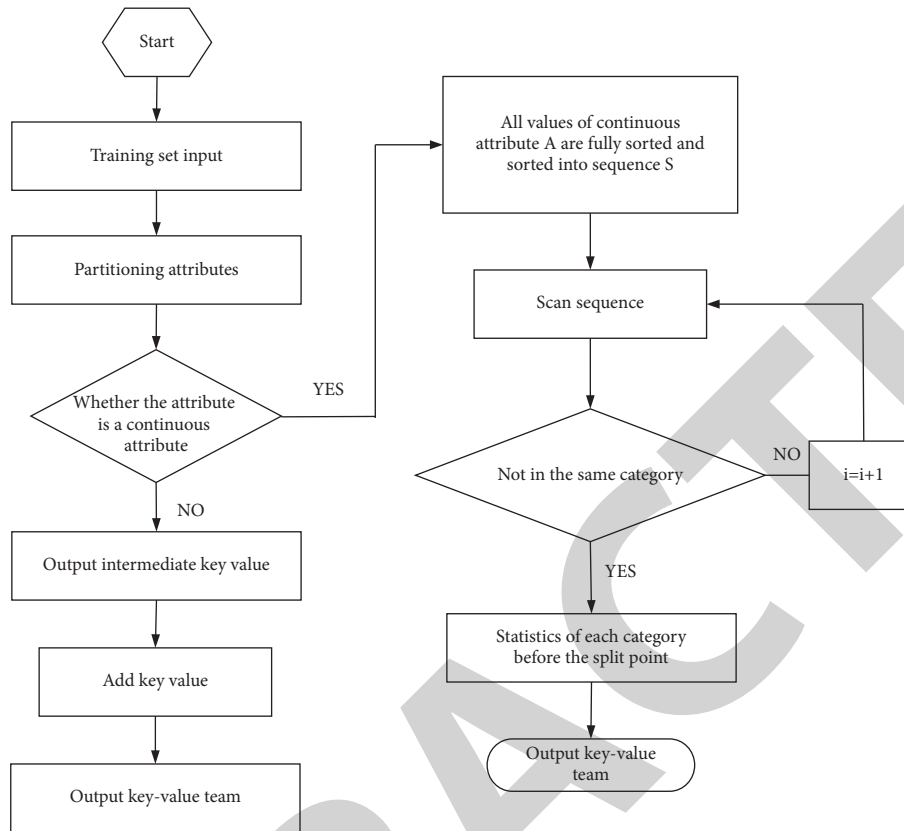 Start
Training set input
Partitioning attributes
Whether the attribute
is a continuous
attribute
YES
NO
Output intermediate key value
Add key value
Output key-value team
All values of continuous
attribute A are fully sorted and
sorted into sequence S
Scan sequence
Not in the same category
NO
i=i+1
YES
Statistics of each category
before the split point
Output key-value
team